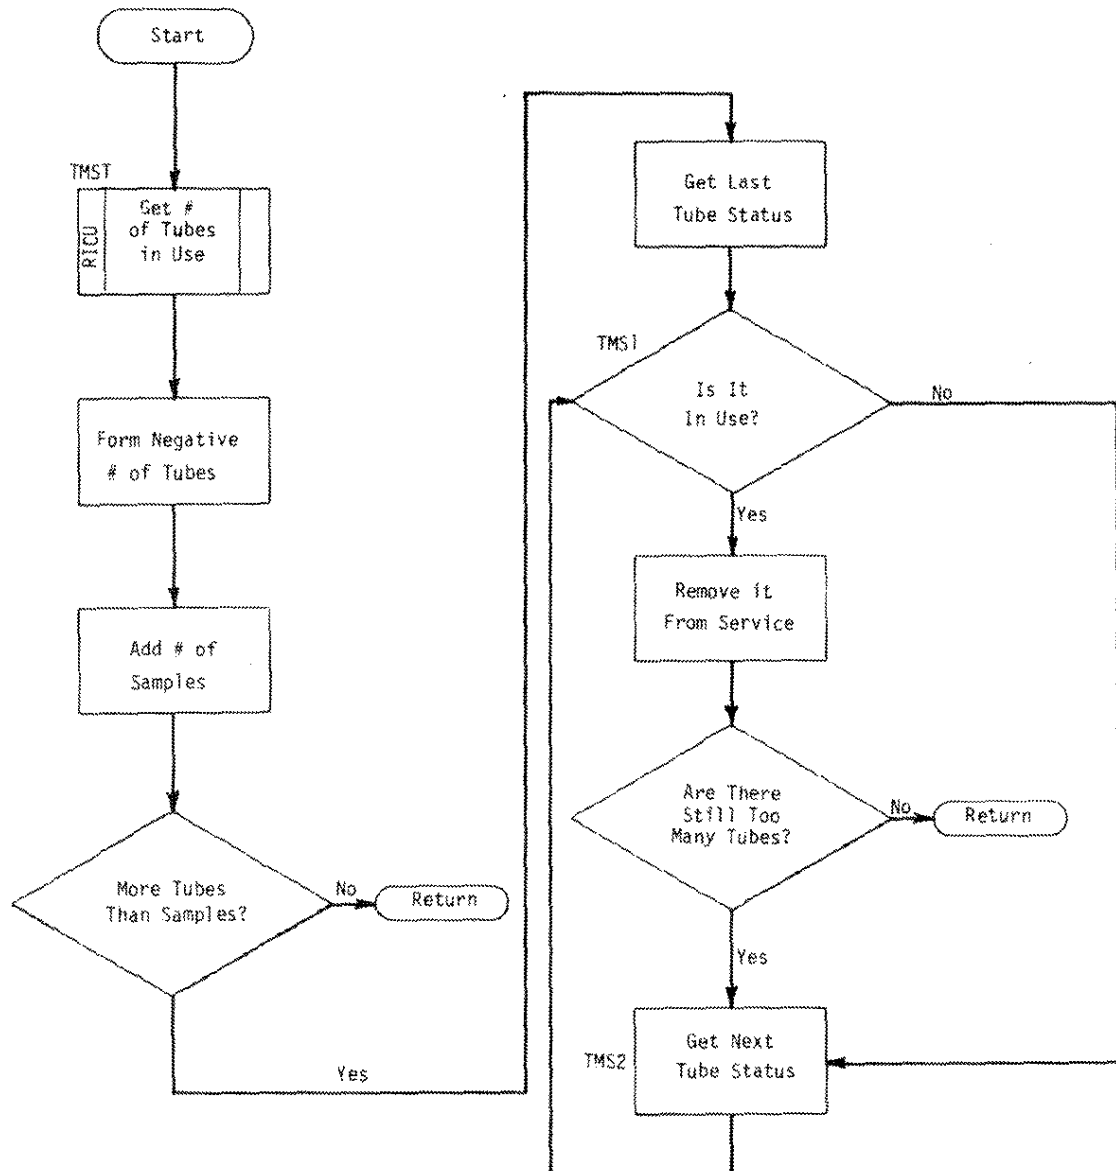 Start
TMST
RICU
Get #
of Tubes
in Use
Form Negative
# of Tubes
Add # of
Samples
More Tubes
Than Samples?
No
Return
Yes
Get Last
Tube Status
TMS1
Is It
In Use?
No
Yes
Remove it
From Service
Are There
Still Too
Many Tubes?
No
Return
Yes
TMS2
Get Next
Tube Status